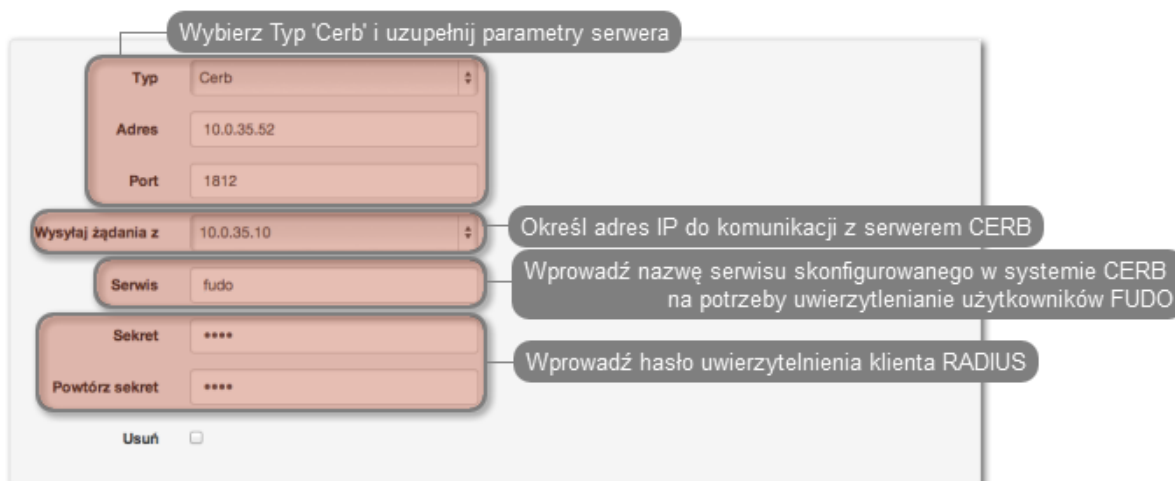 Wybierz Typ 'Cerb' i uzupełnij parametry serwera
Typ Cerb
Adres 10.0.35.52
Port 1812
Wysyłaj żądania z 10.0.35.10 Określ adres IP do komunikacji z serwerem CERB
Serwis fudo Wprowadź nazwę serwisu skonfigurowanego w systemie CERB
na potrzeby uwierzytlenianie użytkowników FUDO
Sekret ••••
Wprowadź hasło uwierzytelnienia klienta RADIUS
Powtórz sekret ••••
Usuń